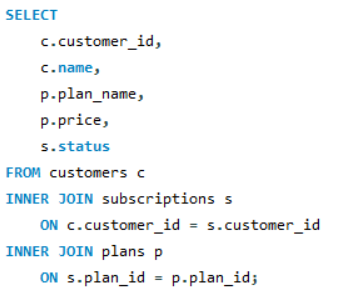 SELECT
    c.customer_id,
    c.name,
    p.plan_name,
    p.price,
    s.status
FROM customers c
INNER JOIN subscriptions s
    ON c.customer_id = s.customer_id
INNER JOIN plans p
    ON s.plan_id = p.plan_id;